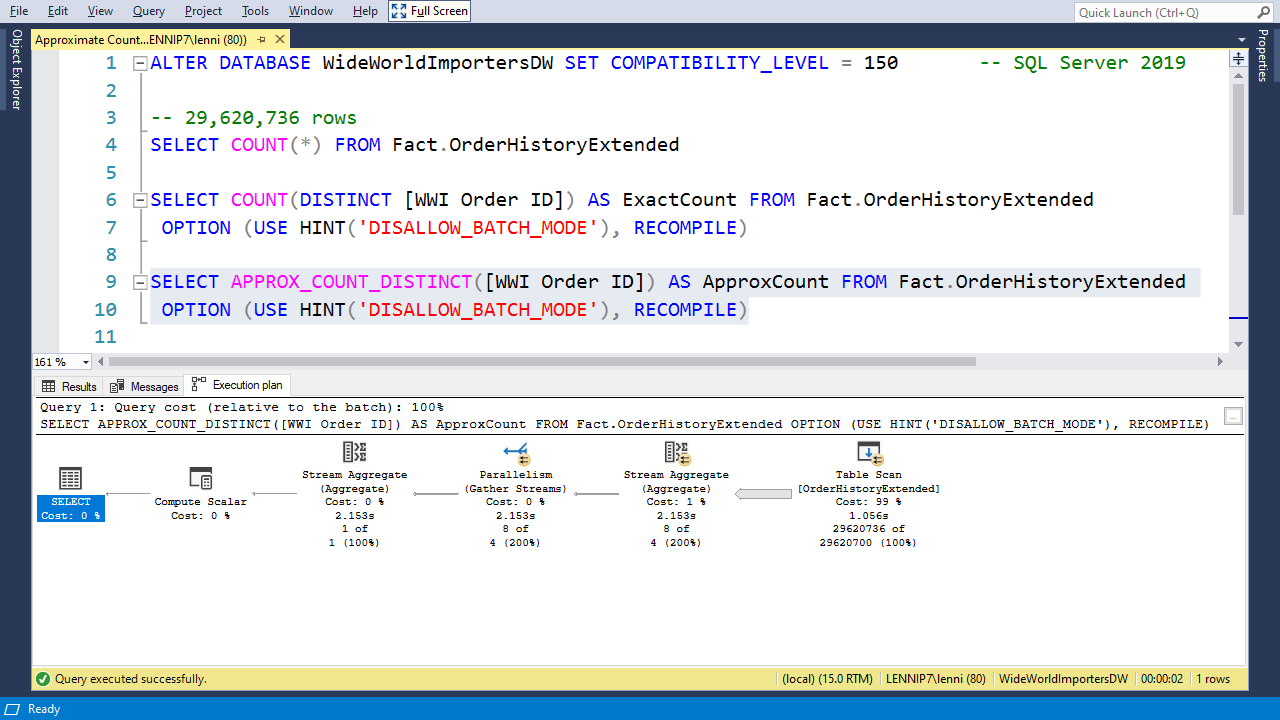 File Edit View Query Project Tools Window Help Full Screen Quick Launch (Ctrl+Q)
Approximate Count...ENNIP7\lenni (80))
Object Explorer
Properties
1 ALTER DATABASE WideWorldImportersDW SET COMPATIBILITY_LEVEL = 150 -- SQL Server 2019
2
3 -- 29,620,736 rows
4 SELECT COUNT(*) FROM Fact.OrderHistoryExtended
5
6 SELECT COUNT(DISTINCT [WWI Order ID]) AS ExactCount FROM Fact.OrderHistoryExtended
7 OPTION (USE HINT('DISALLOW_BATCH_MODE'), RECOMPILE)
8
9 SELECT APPROX_COUNT_DISTINCT([WWI Order ID]) AS ApproxCount FROM Fact.OrderHistoryExtended
10 OPTION (USE HINT('DISALLOW_BATCH_MODE'), RECOMPILE)
11
161 %
Results Messages Execution plan
Query 1: Query cost (relative to the batch): 100%
SELECT APPROX_COUNT_DISTINCT([WWI Order ID]) AS ApproxCount FROM Fact.OrderHistoryExtended OPTION (USE HINT('DISALLOW_BATCH_MODE'), RECOMPILE)
...
SELECT
Cost: 0 %
Compute Scalar
Cost: 0 %
Stream Aggregate
(Aggregate)
Cost: 0 %
2.153s
1 of
1 (100%)
Parallelism
(Gather Streams)
Cost: 0 %
2.153s
8 of
4 (200%)
Stream Aggregate
(Aggregate)
Cost: 1 %
2.153s
8 of
4 (200%)
Table Scan
[OrderHistoryExtended]
Cost: 99 %
1.056s
29620736 of
29620700 (100%)
Query executed successfully. (local) (15.0 RTM) LENNIP7\lenni (80) WideWorldImportersDW 00:00:02 1 rows
Ready